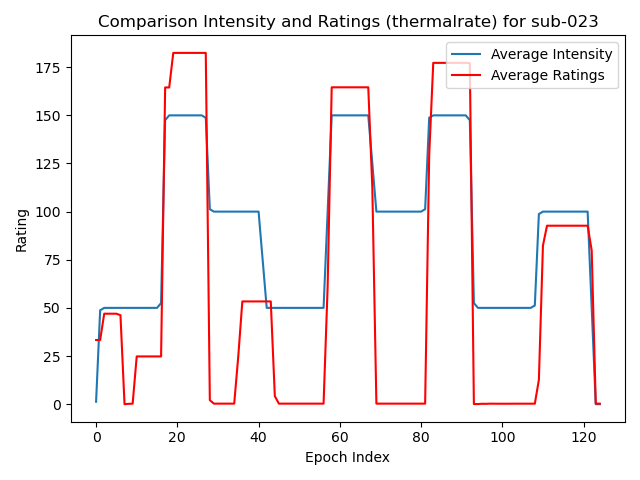 Comparison Intensity and Ratings (thermalrate) for sub-023
Average Intensity
Average Ratings
175
150
125
100
75
50
25
0
Rating
0 20 40 60 80 100 120
Epoch Index